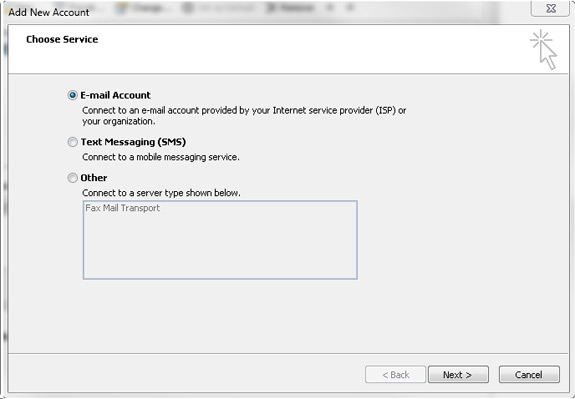 Add New Account
Choose Service
E-mail Account
Connect to an e-mail account provided by your Internet service provider (ISP) or
your organization.
Text Messaging (SMS)
Connect to a mobile messaging service.
Other
Connect to a server type shown below.
Fax Mail Transport
< Back Next > Cancel